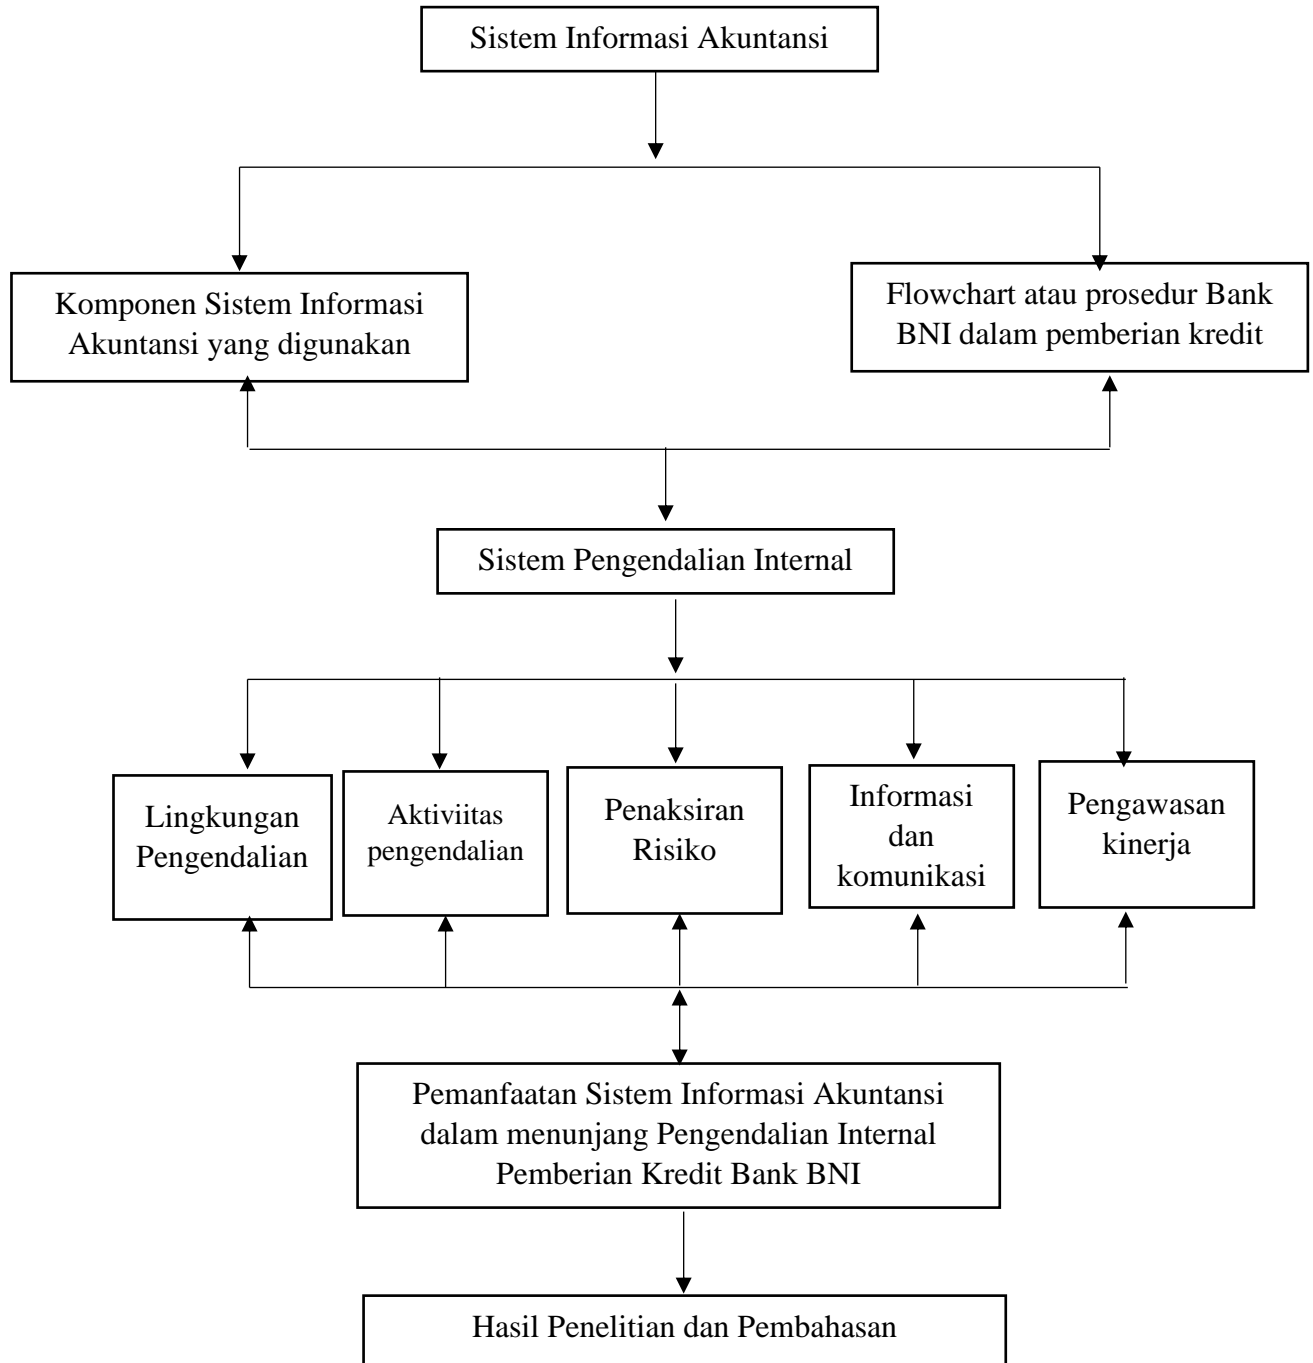 Sistem Informasi Akuntansi
Komponen Sistem Informasi
Akuntansi yang digunakan
Flowchart atau prosedur Bank
BNI dalam pemberian kredit
Sistem Pengendalian Internal
Lingkungan
Pengendalian
Aktiviitas
pengendalian
Penaksiran
Risiko
Informasi
dan
komunikasi
Pengawasan
kinerja
Pemanfaatan Sistem Informasi Akuntansi
dalam menunjang Pengendalian Internal
Pemberian Kredit Bank BNI
Hasil Penelitian dan Pembahasan